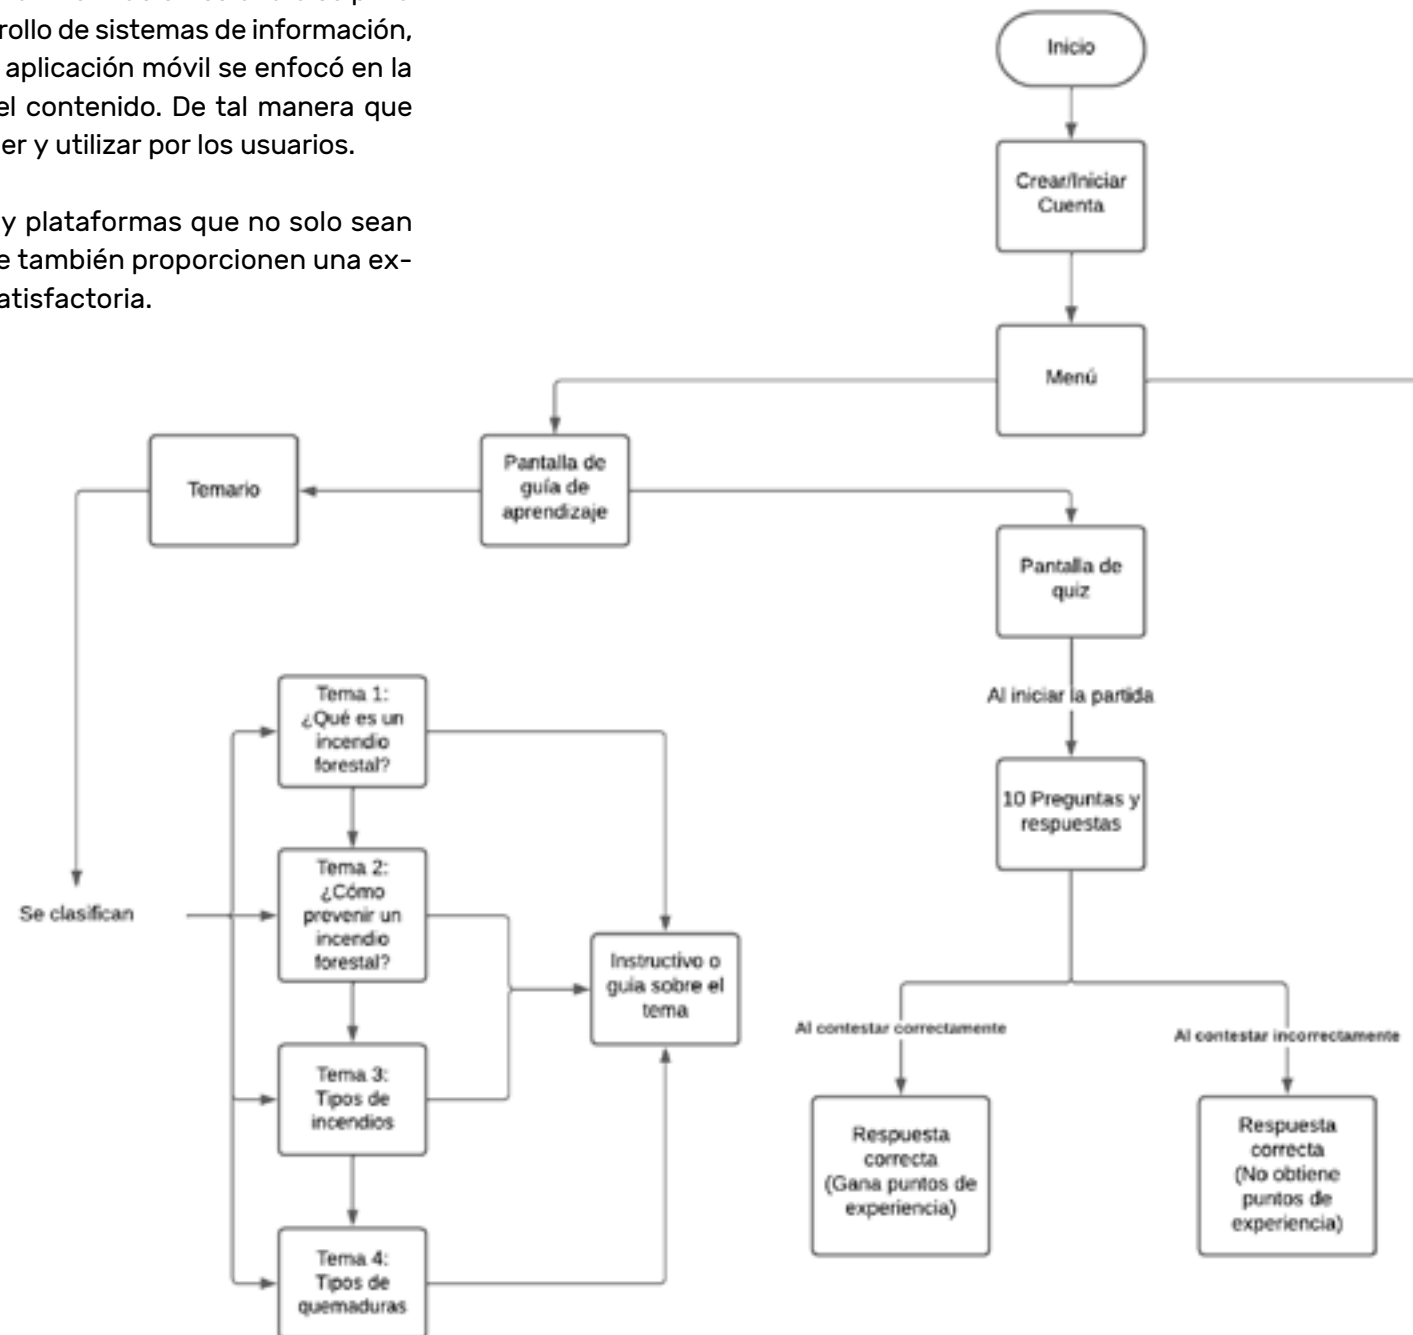 rollo de sistemas de información,
aplicación móvil se enfocó en la
el contenido. De tal manera que
er y utilizar por los usuarios.
y plataformas que no solo sean
e también proporcionen una ex-
atisfactoria.
Inicio
Crear/Iniciar
Cuenta
Menú
Temario
Pantalla de
guía de
aprendizaje
Pantalla de
quiz
Al iniciar la partida
10 Preguntas y
respuestas
Se clasifican
Tema 1:
¿Qué es un
incendio
forestal?
Tema 2:
¿Cómo
prevenir un
incendio
forestal?
Tema 3:
Tipos de
incendios
Tema 4:
Tipos de
quemaduras
Instructivo o
guia sobre el
tema
Al contestar correctamente
Al contestar incorrectamente
Respuesta
correcta
(Gana puntos de
experiencia)
Respuesta
correcta
(No obtiene
puntos de
experiencia)